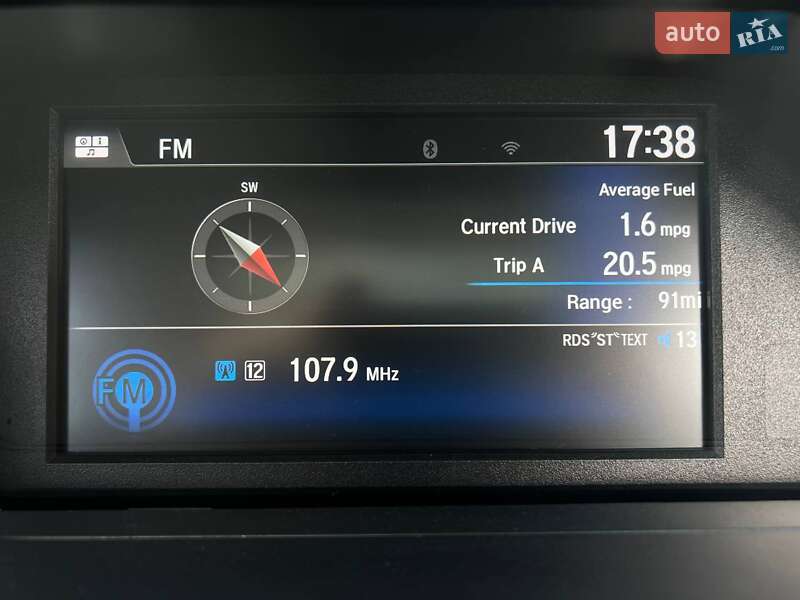 auto RIA.com
FM
17:38
SW
Average Fuel
Current Drive 1.6 mpg
Trip A 20.5 mpg
Range : 91mi
RDS ST TEXT 13
FM
12 107.9 MHz